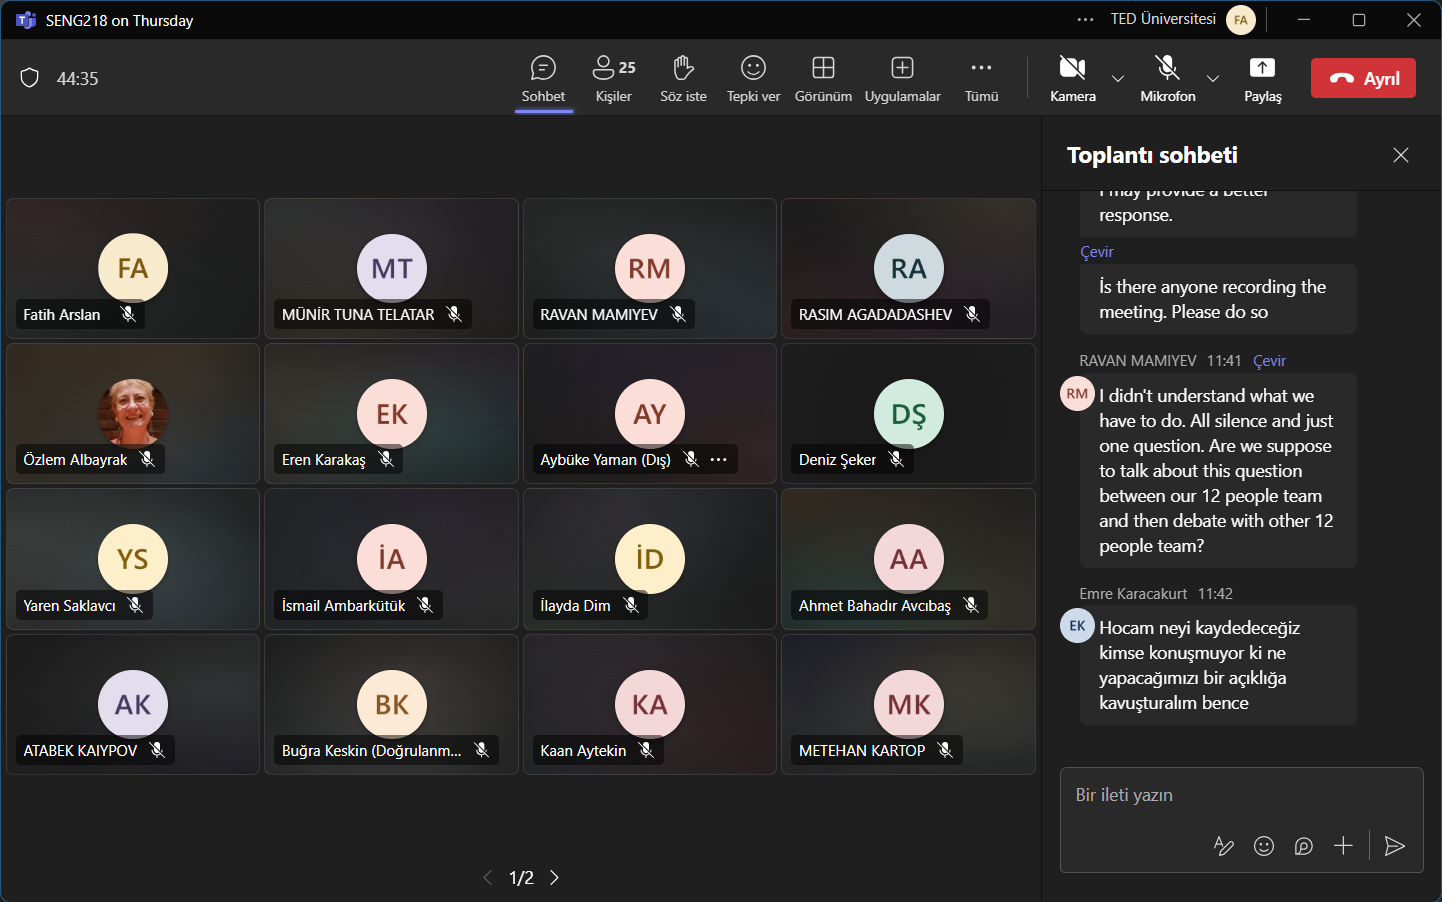 SENG218 on Thursday
TED Üniversitesi
FA
44:35
Sohbet
25
Kişiler
Söz iste
Tepki ver
Görünüm
Uygulamalar
Tümü
Kamera
Mikrofon
Paylaş
Ayrıl
FA
Fatih Arslan
MT
MÜNİR TUNA TELATAR
RM
RAVAN MAMIYEV
RA
RASIM AGADADASHEV
Özlem Albayrak
EK
Eren Karakaş
AY
Aybüke Yaman (Dış)
DŞ
Deniz Şeker
YS
Yaren Saklavcı
İA
İsmail Ambarkütük
İD
İlayda Dim
AA
Ahmet Bahadır Avcıbaş
AK
ATABEK KAIYPOV
BK
Buğra Keskin (Doğrulanm...
KA
Kaan Aytekin
MK
METEHAN KARTOP
1/2
Toplantı sohbeti
I may provide a better
response.
Çevir
İs there anyone recording the
meeting. Please do so
RAVAN MAMIYEV 11:41 Çevir
RM
I didn't understand what we
have to do. All silence and just
one question. Are we suppose
to talk about this question
between our 12 people team
and then debate with other 12
people team?
Emre Karacakurt 11:42
EK
Hocam neyi kaydedeceğiz
kimse konuşmuyor ki ne
yapacağımızı bir açıklığa
kavuşturalım bence
Bir ileti yazın